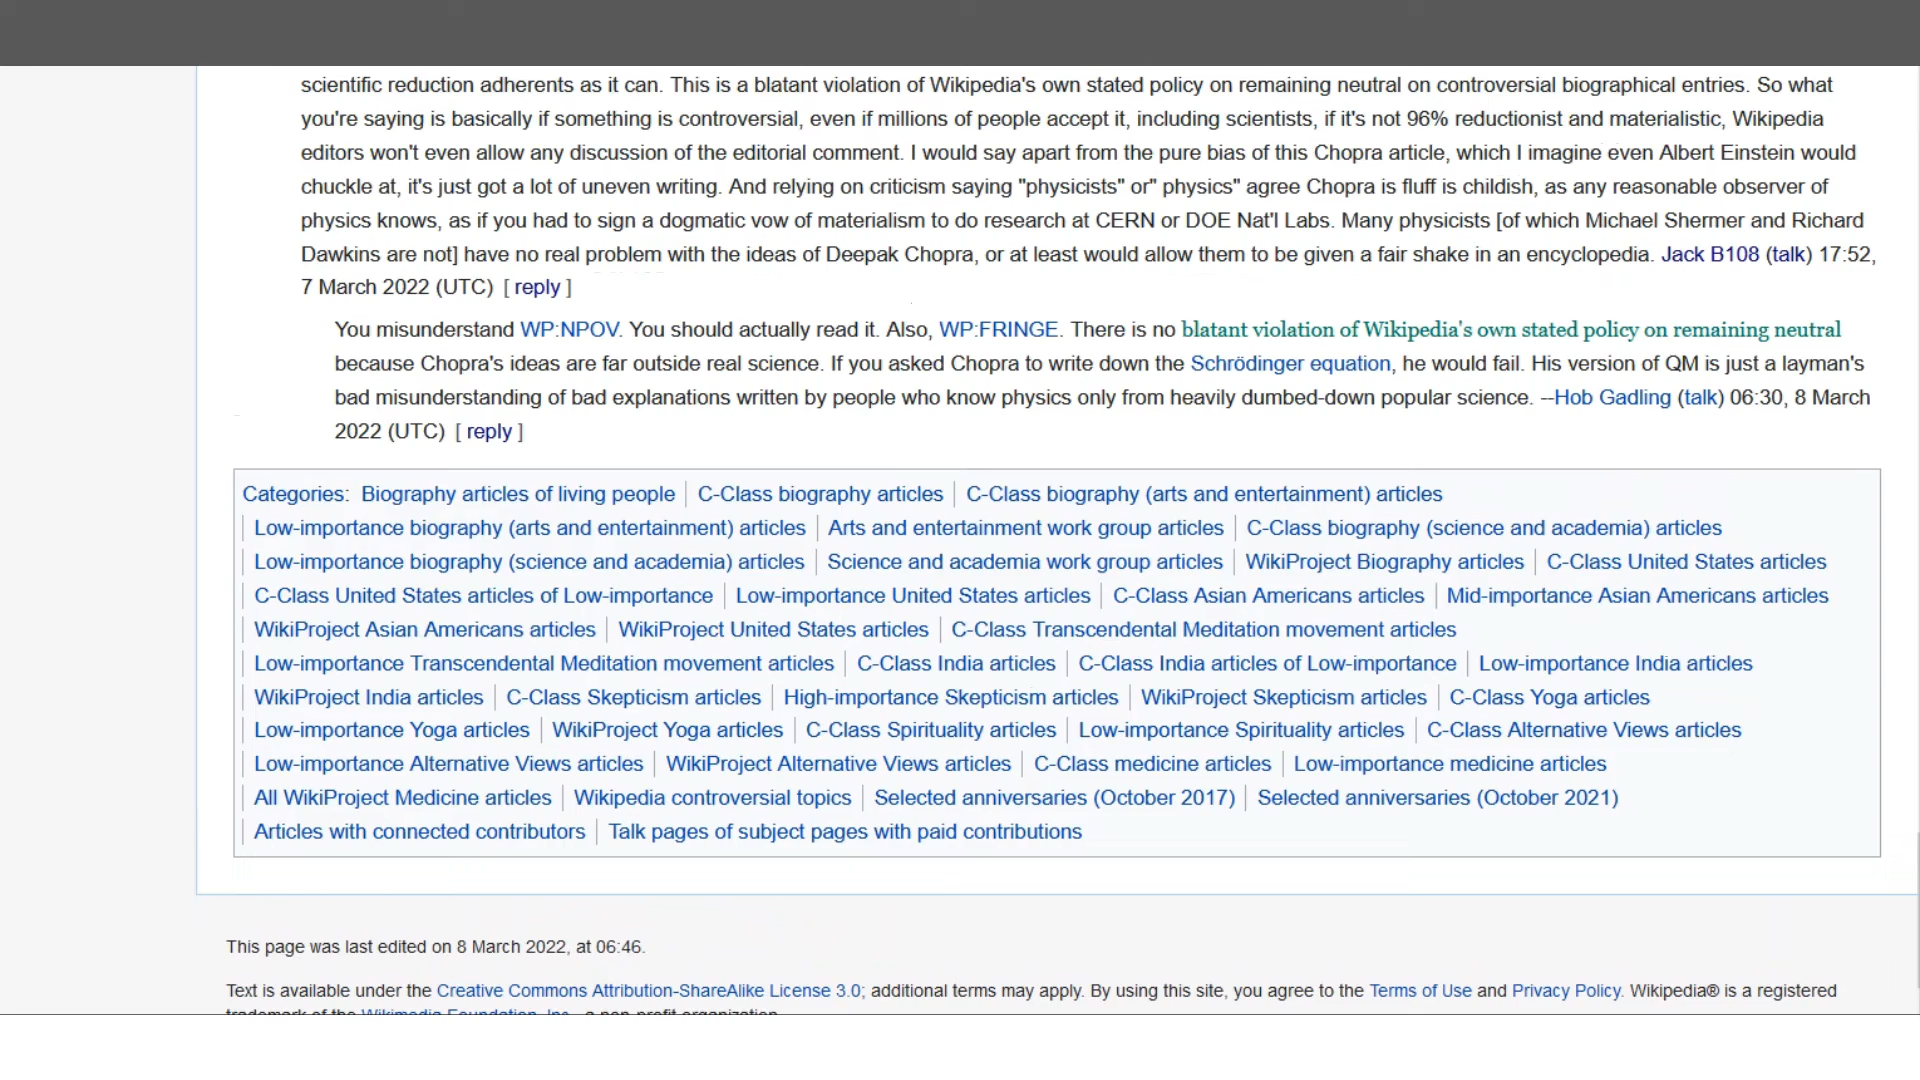 scientific reduction adherents as it can. This is a blatant violation of Wikipedia's own stated policy on remaining neutral on controversial biographical entries. So what
you're saying is basically if something is controversial, even if millions of people accept it, including scientists, if it's not 96% reductionist and materialistic, Wikipedia
editors won't even allow any discussion of the editorial comment. I would say apart from the pure bias of this Chopra article, which I imagine even Albert Einstein would
chuckle at, it's just got a lot of uneven writing. And relying on criticism saying "physicists" or" physics" agree Chopra is fluff is childish, as any reasonable observer of
physics knows, as if you had to sign a dogmatic vow of materialism to do research at CERN or DOE Nat'l Labs. Many physicists [of which Michael Shermer and Richard
Dawkins are not] have no real problem with the ideas of Deepak Chopra, or at least would allow them to be given a fair shake in an encyclopedia. Jack B108 (talk) 17:52,
7 March 2022 (UTC) [ reply ]
You misunderstand WP:NPOV. You should actually read it. Also, WP:FRINGE. There is no blatant violation of Wikipedia's own stated policy on remaining neutral
because Chopra's ideas are far outside real science. If you asked Chopra to write down the Schrödinger equation, he would fail. His version of QM is just a layman's
bad misunderstanding of bad explanations written by people who know physics only from heavily dumbed-down popular science. --Hob Gadling (talk) 06:30, 8 March
2022 (UTC) [ reply ]
Categories: Biography articles of living people | C-Class biography articles | C-Class biography (arts and entertainment) articles
| Low-importance biography (arts and entertainment) articles | Arts and entertainment work group articles | C-Class biography (science and academia) articles
| Low-importance biography (science and academia) articles | Science and academia work group articles | WikiProject Biography articles | C-Class United States articles
| C-Class United States articles of Low-importance | Low-importance United States articles | C-Class Asian Americans articles | Mid-importance Asian Americans articles
| WikiProject Asian Americans articles | WikiProject United States articles | C-Class Transcendental Meditation movement articles
| Low-importance Transcendental Meditation movement articles | C-Class India articles | C-Class India articles of Low-importance | Low-importance India articles
| WikiProject India articles | C-Class Skepticism articles | High-importance Skepticism articles | WikiProject Skepticism articles | C-Class Yoga articles
| Low-importance Yoga articles | WikiProject Yoga articles | C-Class Spirituality articles | Low-importance Spirituality articles | C-Class Alternative Views articles
| Low-importance Alternative Views articles | WikiProject Alternative Views articles | C-Class medicine articles | Low-importance medicine articles
| All WikiProject Medicine articles | Wikipedia controversial topics | Selected anniversaries (October 2017) | Selected anniversaries (October 2021)
| Articles with connected contributors | Talk pages of subject pages with paid contributions
This page was last edited on 8 March 2022, at 06:46.
Text is available under the Creative Commons Attribution-ShareAlike License 3.0; additional terms may apply. By using this site, you agree to the Terms of Use and Privacy Policy. Wikipedia® is a registered
trademark of the Wikimedia Foundation, Inc., a non-profit organization.